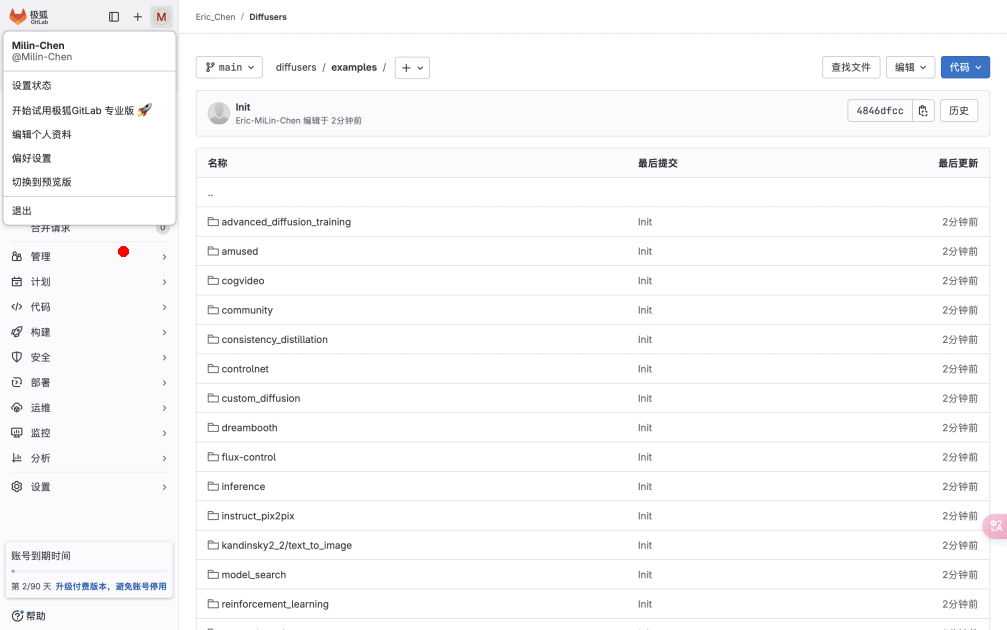 极狐
GitLab
M
Milin-Chen
@Milin-Chen
设置状态
开始试用极狐GitLab 专业版 🚀
编辑个人资料
偏好设置
切换到预览版
退出
合并请求 0
管理
计划
代码
构建
安全
部署
运维
监控
分析
设置
账号到期时间
第 2/90 天 升级付费版本，避免账号停用
帮助
Eric_Chen / Diffusers
main
diffusers / examples /
查找文件
编辑
代码
Init
Eric-MiLin-Chen 编辑于 2分钟前
4846dfcc
历史
名称 最后提交 最后更新
..
advanced_diffusion_training Init 2分钟前
amused Init 2分钟前
cogvideo Init 2分钟前
community Init 2分钟前
consistency_distillation Init 2分钟前
controlnet Init 2分钟前
custom_diffusion Init 2分钟前
dreambooth Init 2分钟前
flux-control Init 2分钟前
inference Init 2分钟前
instruct_pix2pix Init 2分钟前
kandinsky2_2/text_to_image Init 2分钟前
model_search Init 2分钟前
reinforcement_learning Init 2分钟前